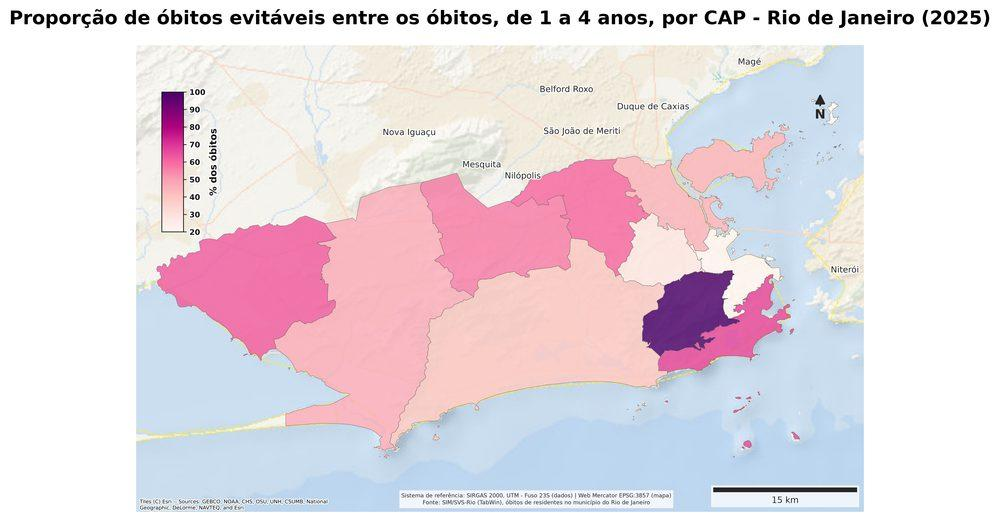 Proporção de óbitos evitáveis entre os óbitos, de 1 a 4 anos, por CAP - Rio de Janeiro (2025)
Magé
Belford Roxo
Duque de Caxias
Nova Iguaçu
São João de Meriti
Mesquita
Nilópolis
Niterói
N
100
90
80
70
60
50
40
30
20
% dos óbitos
15 km
Sistema de referência: SIRGAS 2000, UTM - Fuso 23S (dados) | Web Mercator EPSG:3857 (mapa)
Fonte: SIM/SVS-Rio (TabWin), óbitos de residentes no município do Rio de Janeiro
Tiles (C) Esri -- Sources: GEBCO, NOAA, CHS, OSU, UNH, CSUMB, National
Geographic, DeLorme, NAVTEQ, and Esri